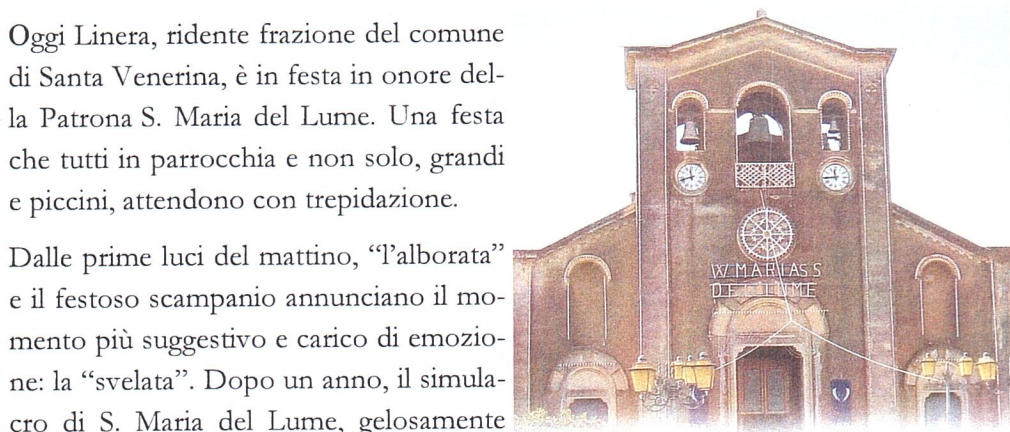 Oggi Linera, ridente frazione del comune
di Santa Venerina, è in festa in onore del-
la Patrona S. Maria del Lume. Una festa
che tutti in parrocchia e non solo, grandi
e piccini, attendono con trepidazione.
Dalle prime luci del mattino, “l’alborata”
e il festoso scampanio annunciano il mo-
mento più suggestivo e carico di emozio-
ne: la “svelata”. Dopo un anno, il simula-
cro di S. Maria del Lume, gelosamente
W MARIA SS
DEL LUME